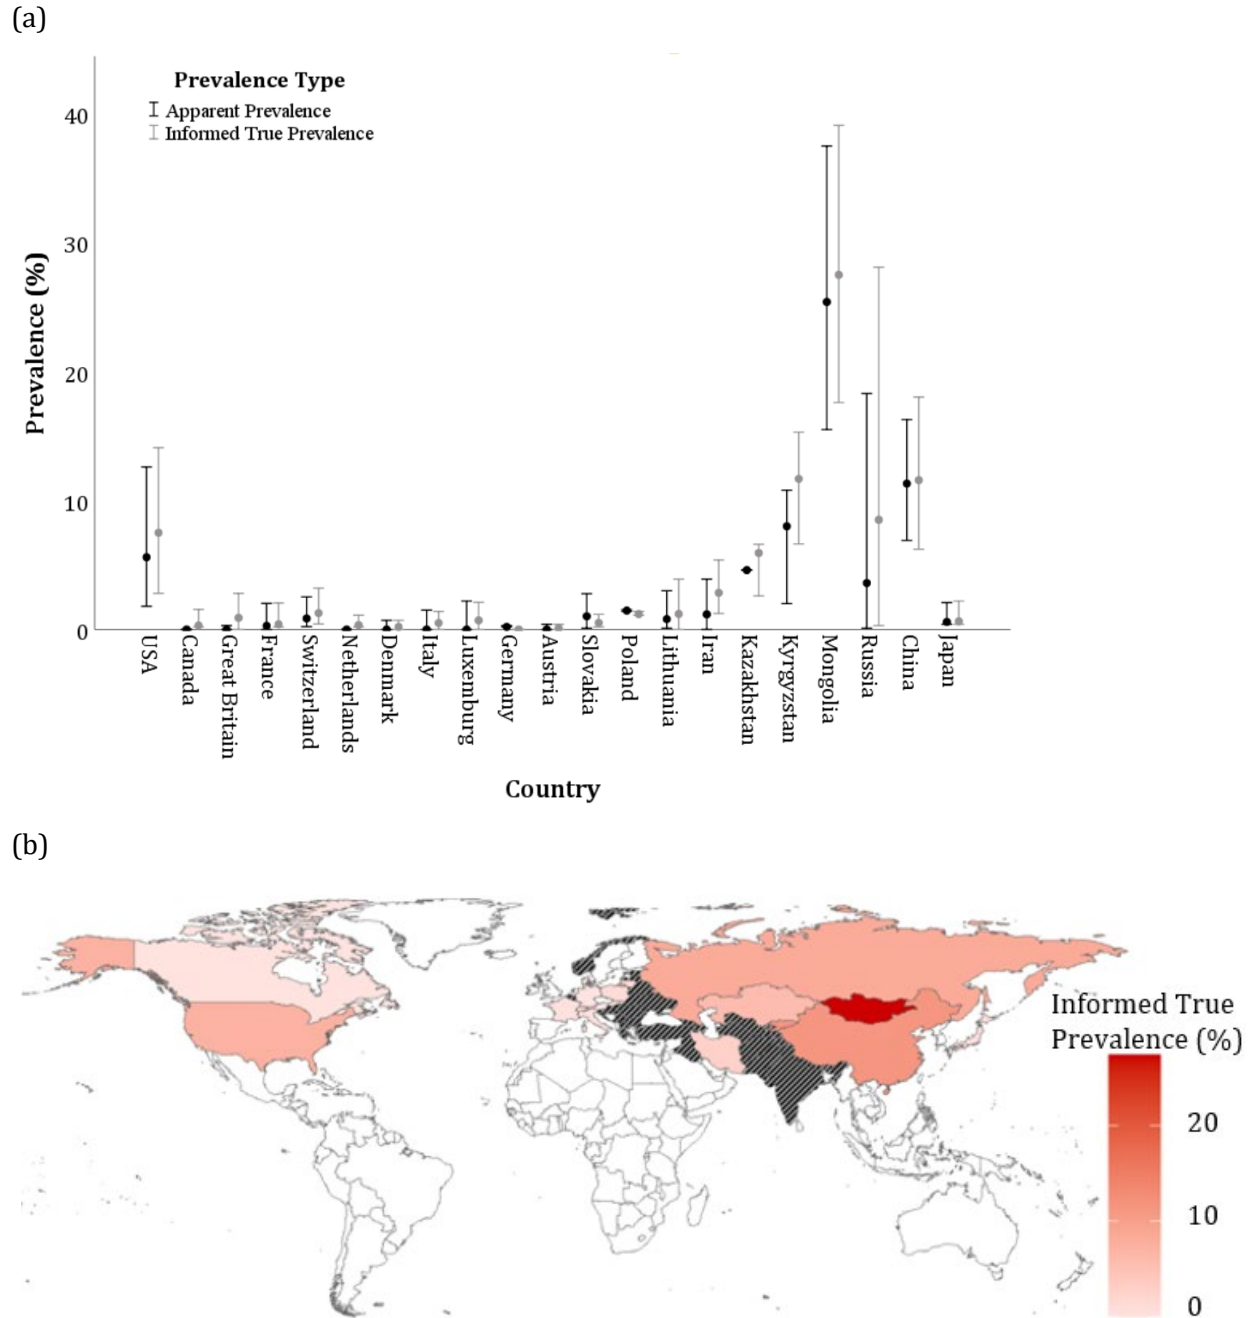 (a)
Prevalence Type
Apparent Prevalence
Informed True Prevalence
40
30
20
10
0
Prevalence (%)
USA
Canada
Great Britain
France
Switzerland
Netherlands
Denmark
Italy
Luxemburg
Germany
Austria
Slovakia
Poland
Lithuania
Iran
Kazakhstan
Kyrgyzstan
Mongolia
Russia
China
Japan
Country
(b)
Informed True
Prevalence (%)
20
10
0